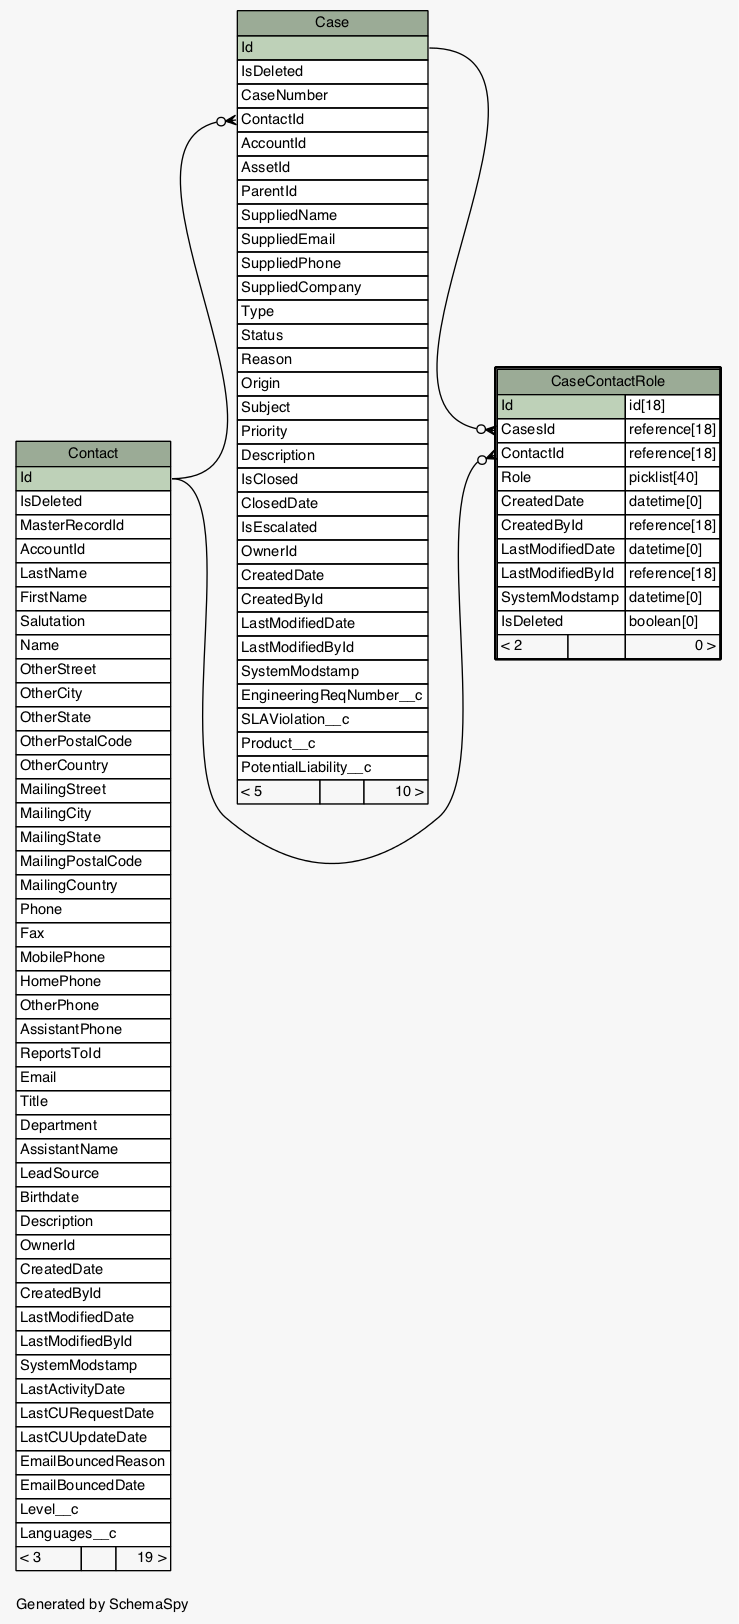 Case
Id
IsDeleted
CaseNumber
ContactId
AccountId
AssetId
ParentId
SuppliedName
SuppliedEmail
SuppliedPhone
SuppliedCompany
Type
Status
Reason
Origin
Subject
Priority
Description
IsClosed
ClosedDate
IsEscalated
OwnerId
CreatedDate
CreatedById
LastModifiedDate
LastModifiedById
SystemModstamp
EngineeringReqNumber__c
SLAViolation__c
Product__c
PotentialLiability__c
< 5 10 >
CaseContactRole
Id id[18]
CasesId reference[18]
ContactId reference[18]
Role picklist[40]
CreatedDate datetime[0]
CreatedById reference[18]
LastModifiedDate datetime[0]
LastModifiedById reference[18]
SystemModstamp datetime[0]
IsDeleted boolean[0]
< 2 0 >
Contact
Id
IsDeleted
MasterRecordId
AccountId
LastName
FirstName
Salutation
Name
OtherStreet
OtherCity
OtherState
OtherPostalCode
OtherCountry
MailingStreet
MailingCity
MailingState
MailingPostalCode
MailingCountry
Phone
Fax
MobilePhone
HomePhone
OtherPhone
AssistantPhone
ReportsToId
Email
Title
Department
AssistantName
LeadSource
Birthdate
Description
OwnerId
CreatedDate
CreatedById
LastModifiedDate
LastModifiedById
SystemModstamp
LastActivityDate
LastCURequestDate
LastCUUpdateDate
EmailBouncedReason
EmailBouncedDate
Level__c
Languages__c
< 3 19 >
Generated by SchemaSpy